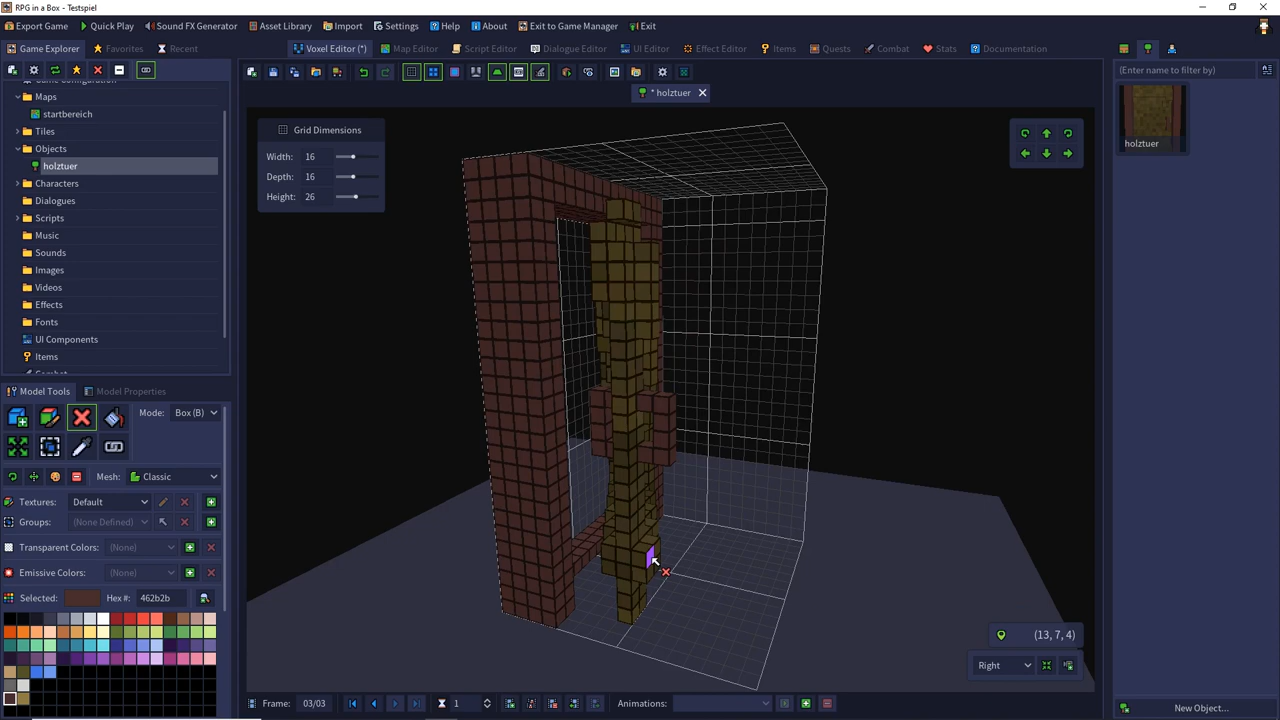 RPG in a Box - Testspiel
Export Game Quick Play Sound FX Generator Asset Library Import Settings Help About Exit to Game Manager Exit
Game Explorer Favorites Recent Voxel Editor (*) Map Editor Script Editor Dialogue Editor UI Editor Effect Editor Items Quests Combat Stats Documentation
(Enter name to filter by)
* holztuer
Maps
startbereich
Tiles
Objects
holztuer
Characters
Dialogues
Scripts
Music
Sounds
Images
Videos
Effects
Fonts
UI Components
Items
Grid Dimensions
Width: 16
Depth: 16
Height: 26
holztuer
Model Tools Model Properties
Mode: Box (B)
Mesh: Classic
Textures: Default
Groups: (None Defined)
Transparent Colors: (None)
Emissive Colors: (None)
Selected: Hex#: 462b2b
(13, 7, 4)
Right
Frame: 03/03 1 Animations:
New Object...